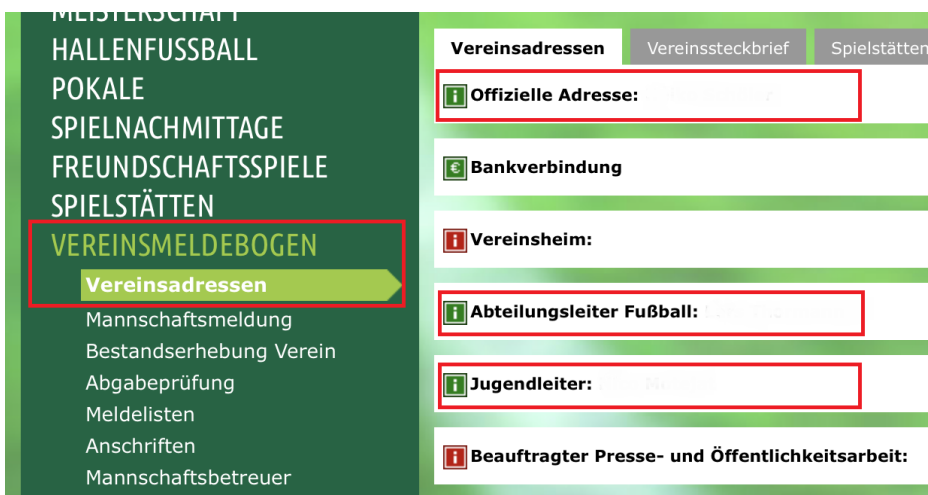 MEISTERSCHAFT
HALLENFUSSBALL
POKALE
SPIELNACHMITTAGE
FREUNDSCHAFTSSPIELE
SPIELSTÄTTEN
VEREINSMELDEBOGEN
Vereinsadressen
Mannschaftsmeldung
Bestandserhebung Verein
Abgabeprüfung
Meldelisten
Anschriften
Mannschaftsbetreuer
Vereinsadressen Vereinssteckbrief Spielstätten
i Offizielle Adresse:
€ Bankverbindung
i Vereinsheim:
i Abteilungsleiter Fußball:
i Jugendleiter:
i Beauftragter Presse- und Öffentlichkeitsarbeit: